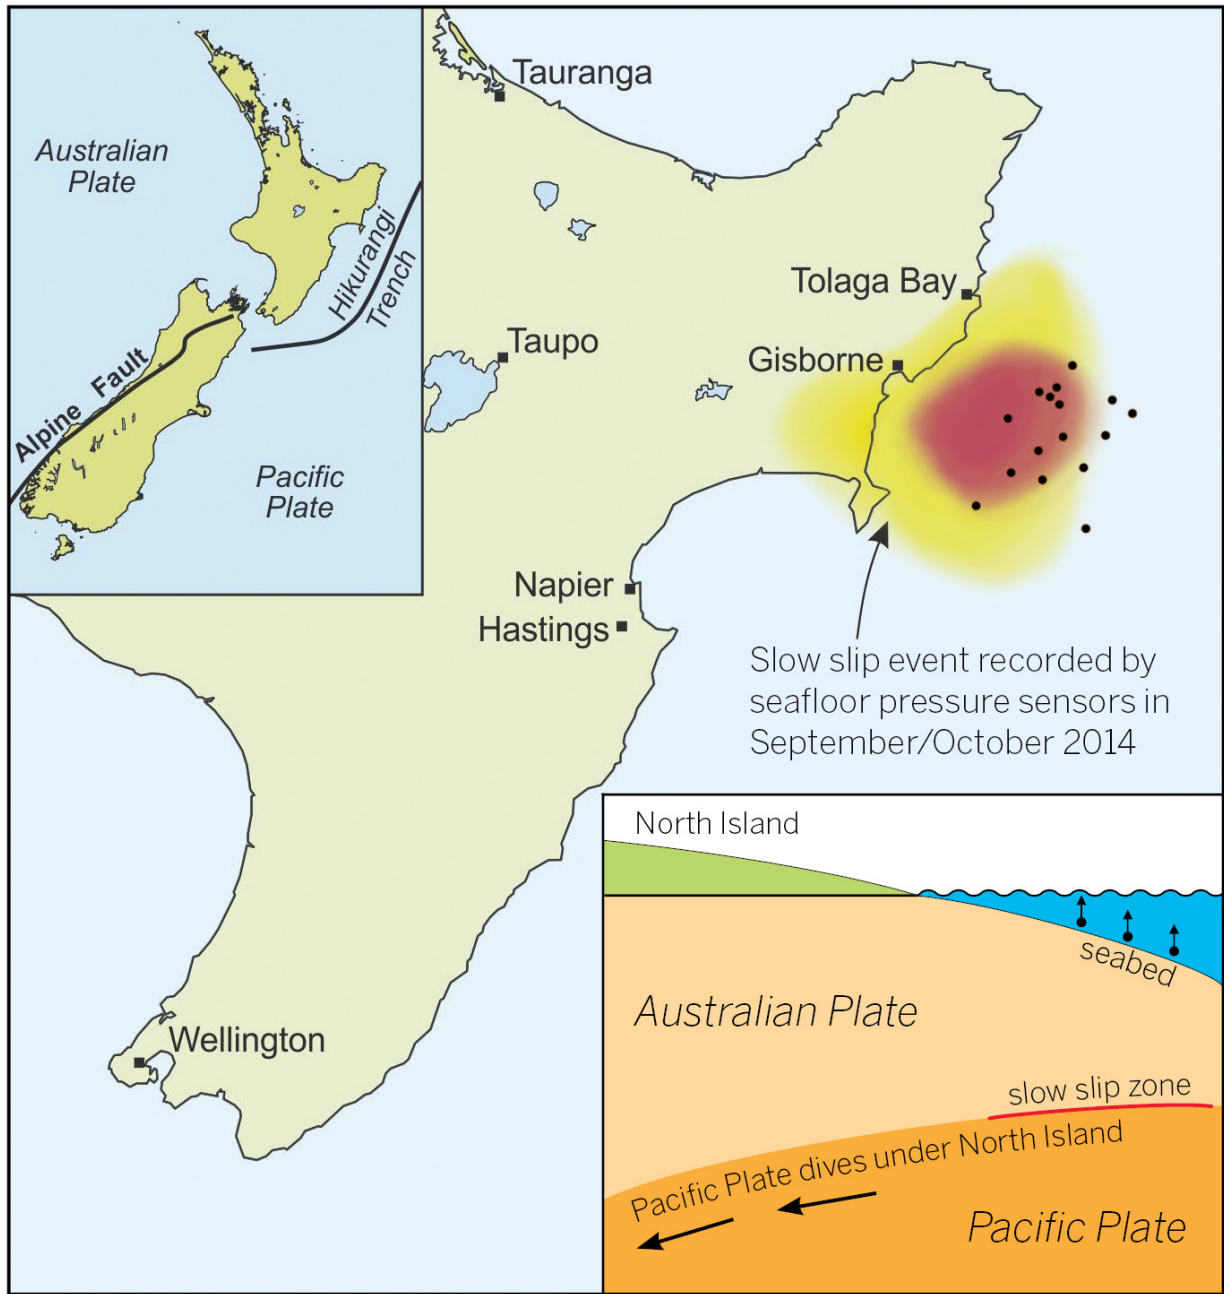 Australian
Plate
Hikurangi
Trench
Alpine Fault
Pacific
Plate
Tauranga
Tolaga Bay
Gisborne
Taupo
Napier
Hastings
Slow slip event recorded by
seafloor pressure sensors in
September/October 2014
Wellington
North Island
seabed
Australian Plate
slow slip zone
Pacific Plate dives under North Island
Pacific Plate